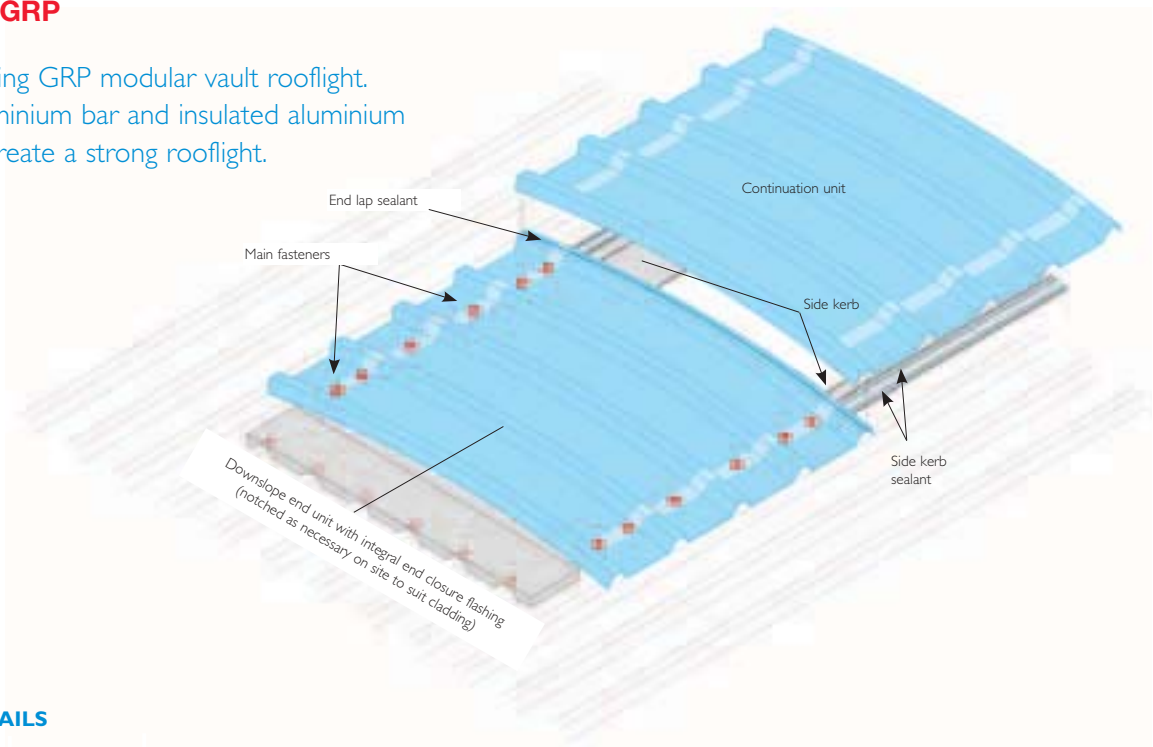 GRP
ing GRP modular vault rooflight.
minium bar and insulated aluminium
reate a strong rooflight.
End lap sealant
Main fasteners
Continuation unit
Side kerb
Side kerb
sealant
Downslope end unit with integral end closure flashing
(notched as necessary on site to suit cladding)
AILS